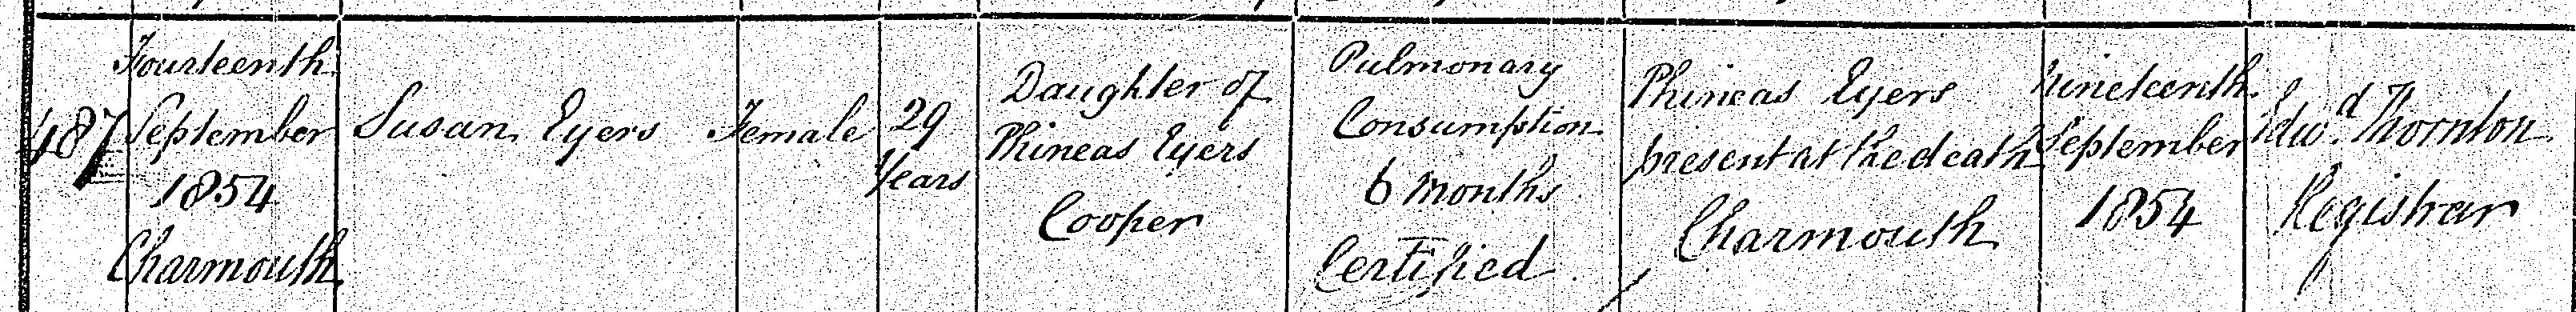 487
Fourteenth
September
1854
Charmouth
Susan Eyers
Female
29
Years
Daughter of
Phineas Eyers
Cooper
Pulmonary
Consumption
6 months
Certified
Phineas Eyers
present at the death
Charmouth
Nineteenth
September
1854
Edwd. Thornton
Registrar